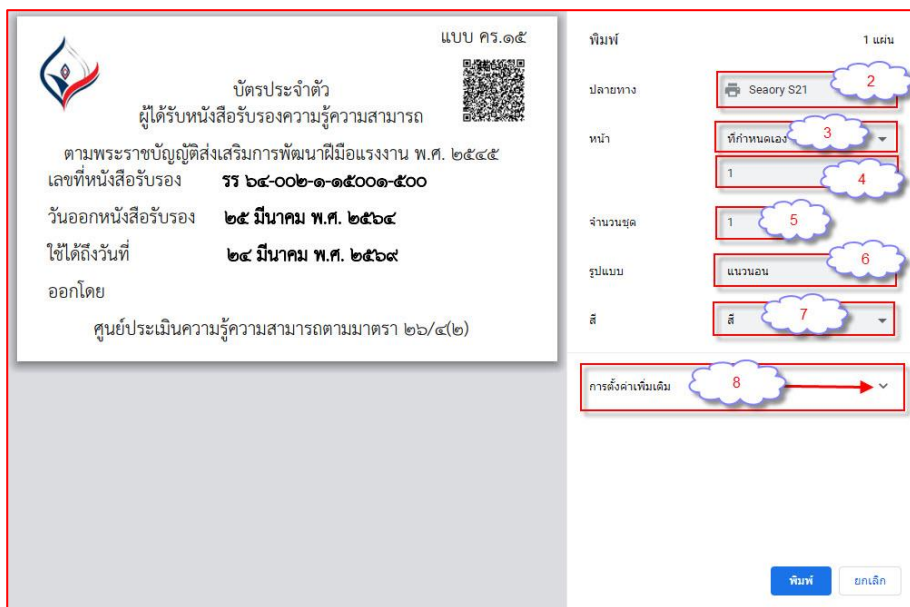 แบบ คร.๑๕
บัตรประจำตัว
ผู้ได้รับหนังสือรับรองความรู้ความสามารถ
ตามพระราชบัญญัติส่งเสริมการพัฒนาฝีมือแรงงาน พ.ศ. ๒๕๔๕
เลขที่หนังสือรับรอง รร ๖๔-๐๐๒-๑-๑๕๐๐๑-๕๐๐
วันออกหนังสือรับรอง ๒๕ มีนาคม พ.ศ. ๒๕๖๔
ใช้ได้ถึงวันที่ ๒๔ มีนาคม พ.ศ. ๒๕๖๙
ออกโดย
ศูนย์ประเมินความรู้ความสามารถตามมาตรา ๒๖/๔(๒)
พิมพ์ 1 แผ่น
ปลายทาง Seaory S21 2
หน้า ที่กำหนดเอง 3
1 4
จำนวนชุด 1 5
รูปแบบ แนวนอน 6
สี สี 7
การตั้งค่าเพิ่มเติม 8
พิมพ์ ยกเลิก